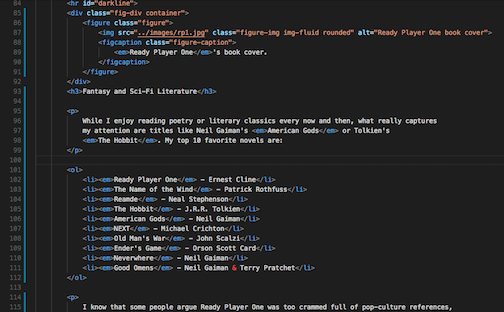 84 <hr id="darkline">
85 <div class="fig-div container">
86 <figure class="figure">
87 <img src="../images/rp1.jpg" class="figure-img img-fluid rounded" alt="Ready Player One book cover">
88 <figcaption class="figure-caption">
89 <em>Ready Player One</em>'s book cover.
90 </figcaption>
91 </figure>
92 </div>
93 <h3>Fantasy and Sci-Fi Literature</h3>
94
95 <p>
96 While I enjoy reading poetry or literary classics every now and then, what really captures
97 my attention are titles like Neil Gaiman's <em>American Gods</em> or Tolkien's
98 <em>The Hobbit</em>. My top 10 favorite novels are:
99 </p>
100
101 <ol>
102 <li><em>Ready Player One</em> - Ernest Cline</li>
103 <li><em>The Name of the Wind</em> - Patrick Rothfuss</li>
104 <li><em>Reamde</em> - Neal Stephenson</li>
105 <li><em>The Hobbit</em> - J.R.R. Tolkien</li>
106 <li><em>American Gods</em> - Neil Gaiman</li>
107 <li><em>NEXT</em> - Michael Crichton</li>
108 <li><em>Old Man's War</em> - John Scalzi</li>
109 <li><em>Ender's Game</em> - Orson Scott Card</li>
110 <li><em>Neverwhere</em> - Neil Gaiman</li>
111 <li><em>Good Omens</em> - Neil Gaiman & Terry Pratchet</li>
112 </ol>
113
114 <p>
115 I know that some people argue Ready Player One was too crammed full of pop-culture references,